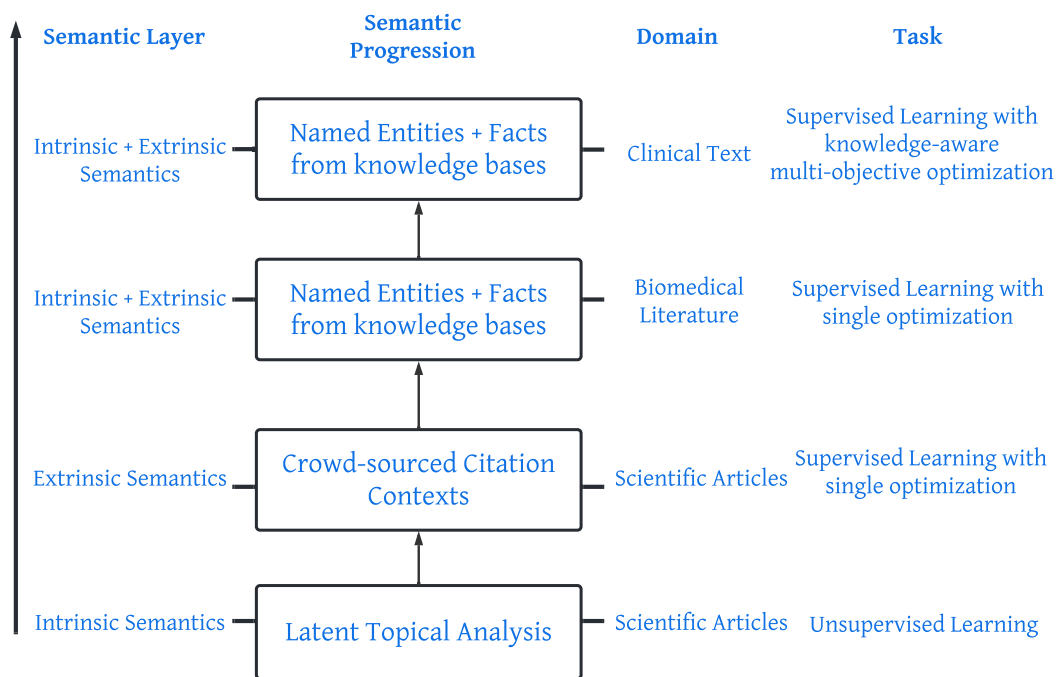 Semantic Layer
Semantic
Progression
Domain
Task
Intrinsic + Extrinsic
Semantics
Named Entities + Facts
from knowledge bases
Clinical Text
Supervised Learning with
knowledge-aware
multi-objective optimization
Intrinsic + Extrinsic
Semantics
Named Entities + Facts
from knowledge bases
Biomedical
Literature
Supervised Learning with
single optimization
Extrinsic Semantics
Crowd-sourced Citation
Contexts
Scientific Articles
Supervised Learning with
single optimization
Intrinsic Semantics
Latent Topical Analysis
Scientific Articles
Unsupervised Learning